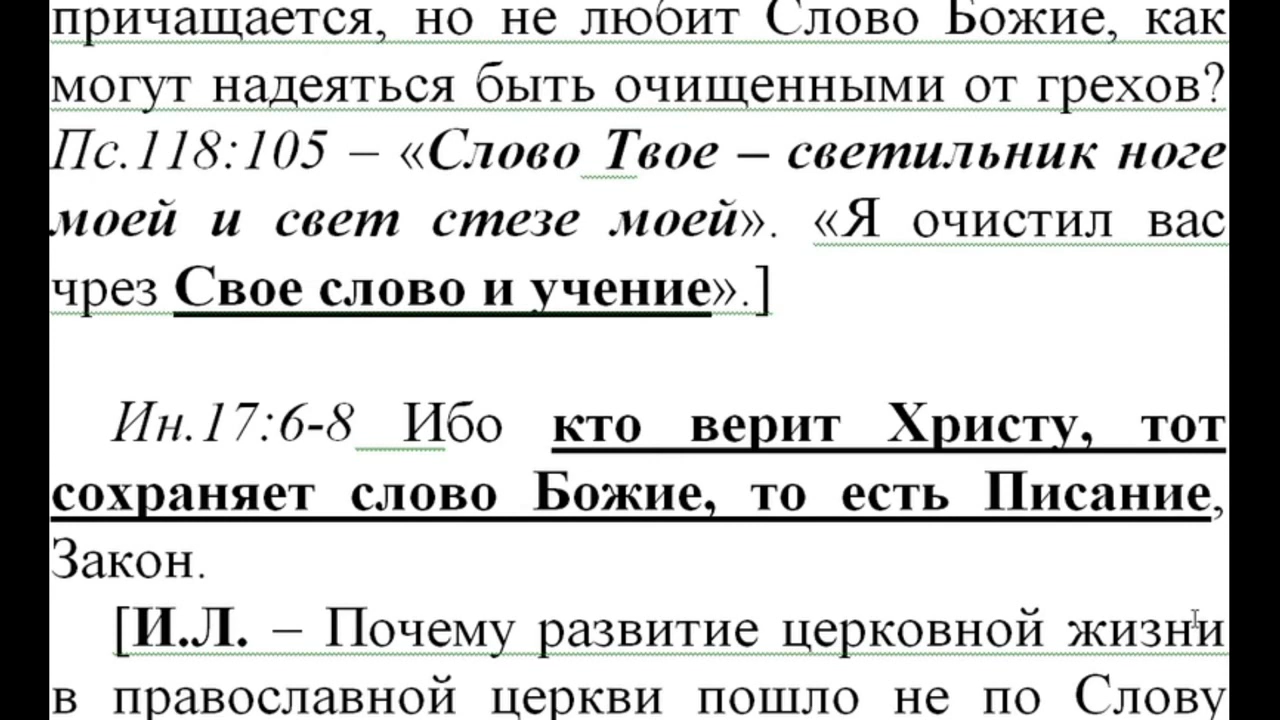 причащается, но не любит Слово Божие, как
могут надеяться быть очищенными от грехов?
Пс.118:105 – «Слово Твое – светильник ноге
моей и свет стезе моей». «Я очистил вас
чрез Свое слово и учение».]
Ин.17:6-8 Ибо кто верит Христу, тот
сохраняет слово Божие, то есть Писание,
Закон.
[И.Л. – Почему развитие церковной жизни
в православной церкви пошло не по Слову